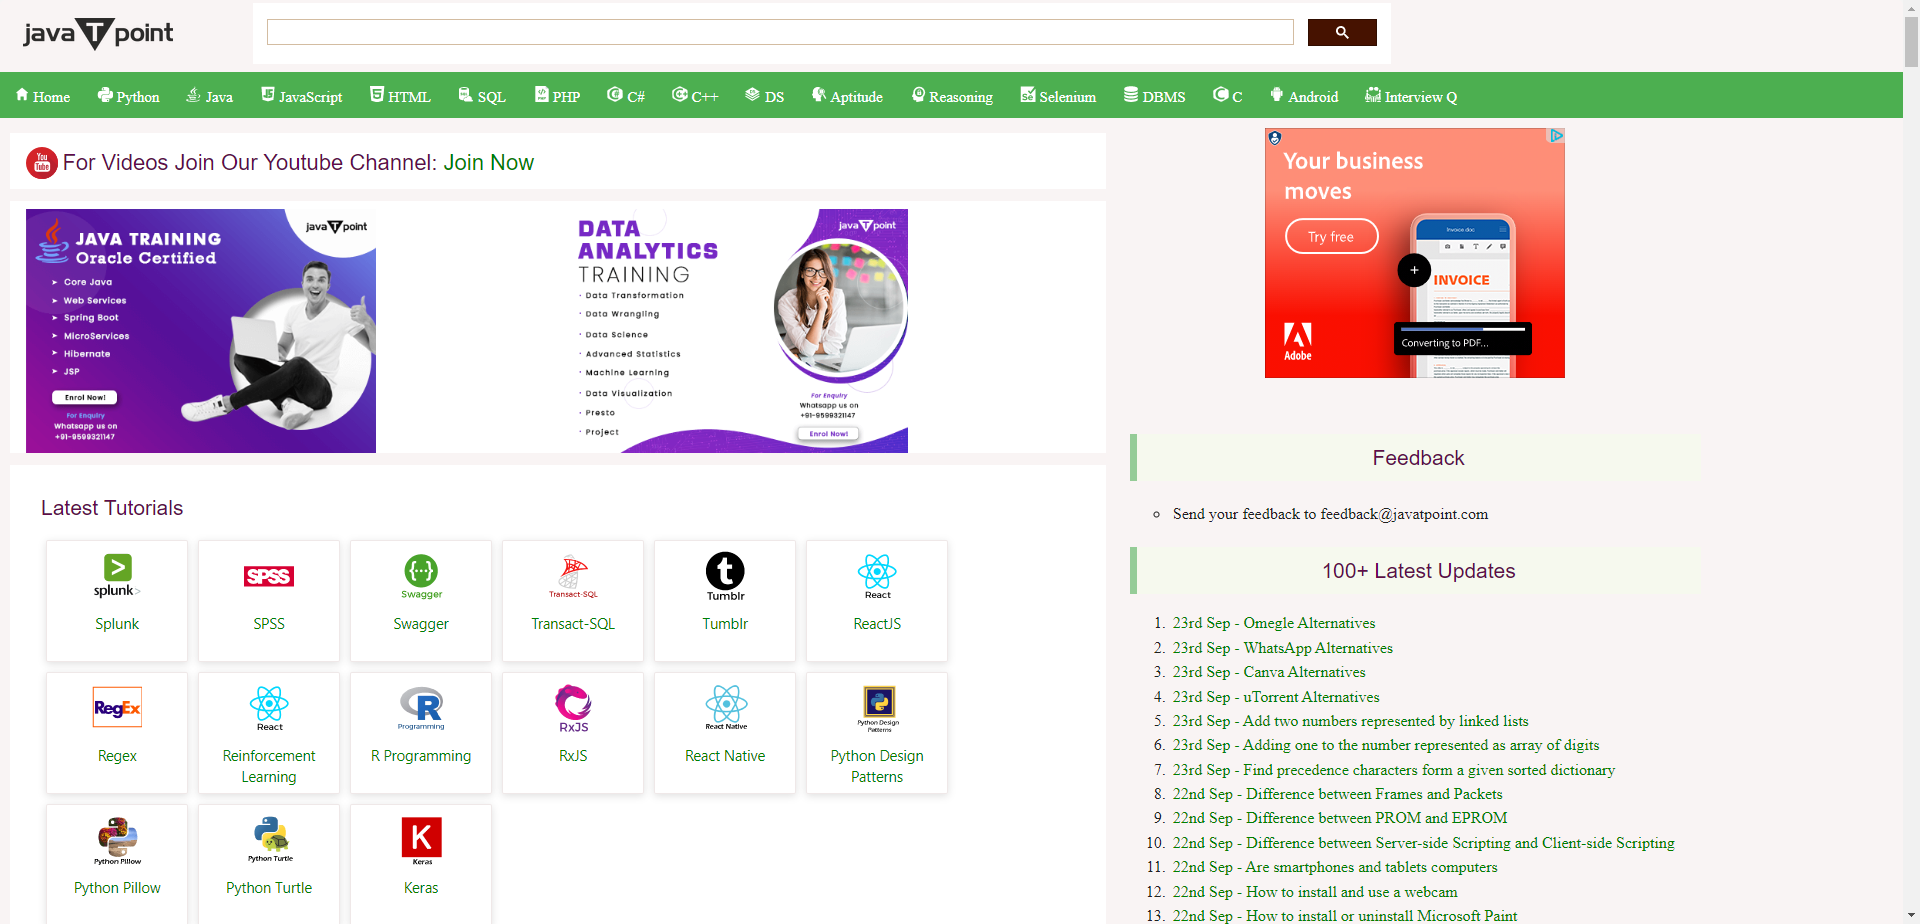 javaTpoint
Home Python Java JavaScript HTML SQL PHP C# C++ DS Aptitude Reasoning Selenium DBMS C Android Interview Q
You
Tube
For Videos Join Our Youtube Channel: Join Now
javaTpoint
JAVA TRAINING
Oracle Certified
Core Java
Web Services
Spring Boot
MicroServices
Hibernate
JSP
Enrol Now!
For Enquiry
Whatsapp us on
+91-9599321147
DATA
ANALYTICS
TRAINING
javaTpoint
· Data Transformation
· Data Wrangling
· Data Science
· Advanced Statistics
· Machine Learning
· Data Visualization
· Presto
· Project
For Enquiry
Whatsapp us on
+91-9599321147
Enrol Now!
Your business
moves
Try free
Invoice doc
INVOICE
Converting to PDF...
Adobe
Latest Tutorials
splunk>
Splunk
SPSS
SPSS
{··}
Swagger
Swagger
Transact-SQL
Transact-SQL
t
Tumblr
Tumblr
React
ReactJS
RegEx
Regex
React
Reinforcement
Learning
R
Programming
R Programming
RxJS
RxJS
React Native
React Native
Python Design
Patterns
Python Design
Patterns
Python Pillow
Python Pillow
Python Turtle
Python Turtle
K
Keras
Keras
Feedback
Send your feedback to feedback@javatpoint.com
100+ Latest Updates
1. 23rd Sep - Omegle Alternatives
2. 23rd Sep - WhatsApp Alternatives
3. 23rd Sep - Canva Alternatives
4. 23rd Sep - uTorrent Alternatives
5. 23rd Sep - Add two numbers represented by linked lists
6. 23rd Sep - Adding one to the number represented as array of digits
7. 23rd Sep - Find precedence characters form a given sorted dictionary
8. 22nd Sep - Difference between Frames and Packets
9. 22nd Sep - Difference between PROM and EPROM
10. 22nd Sep - Difference between Server-side Scripting and Client-side Scripting
11. 22nd Sep - Are smartphones and tablets computers
12. 22nd Sep - How to install and use a webcam
13. 22nd Sep - How to install or uninstall Microsoft Paint